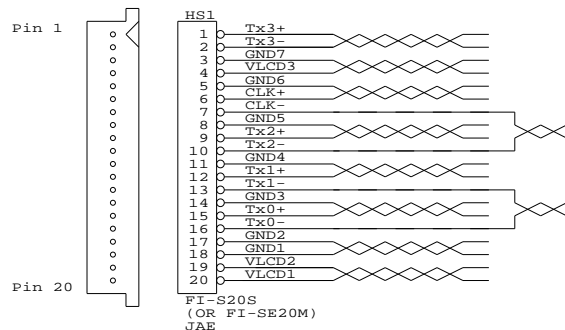 Pin 1
Pin 20
HS1
1 Tx3+
2 Tx3-
3 GND7
4 VLCD3
5 GND6
6 CLK+
7 CLK-
8 GND5
9 Tx2+
10 Tx2-
11 GND4
12 Tx1+
13 Tx1-
14 GND3
15 Tx0+
16 Tx0-
17 GND2
18 GND1
19 VLCD2
20 VLCD1
FI-S20S
(OR FI-SE20M)
JAE